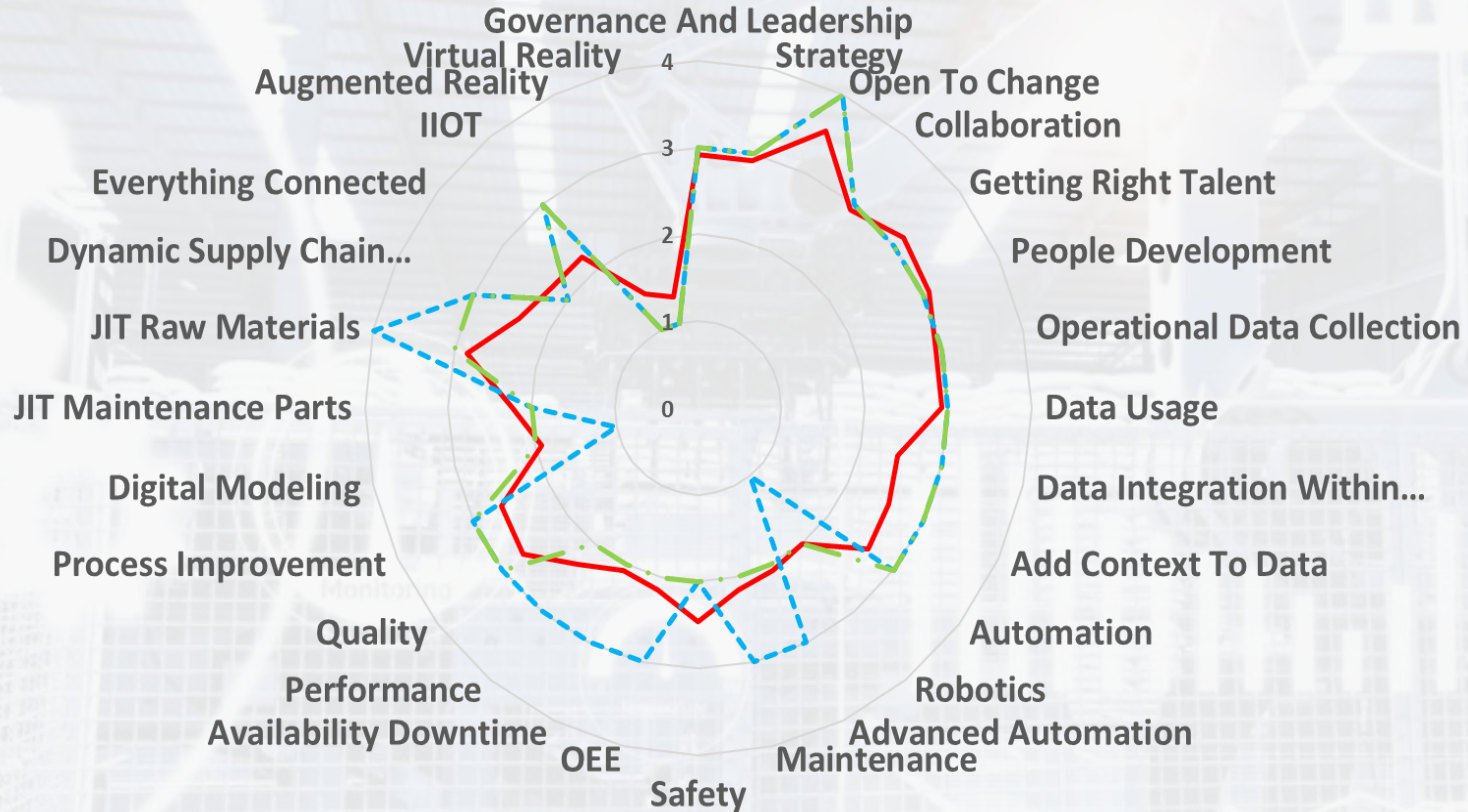 Governance And Leadership
Strategy
Open To Change
Collaboration
Getting Right Talent
People Development
Operational Data Collection
Data Usage
Data Integration Within...
Add Context To Data
Automation
Robotics
Advanced Automation
Maintenance
Safety
OEE
Availability Downtime
Performance
Quality
Process Improvement
Digital Modeling
JIT Maintenance Parts
JIT Raw Materials
Dynamic Supply Chain...
Everything Connected
IIOT
Augmented Reality
Virtual Reality
4
3
2
1
0
Monitoring